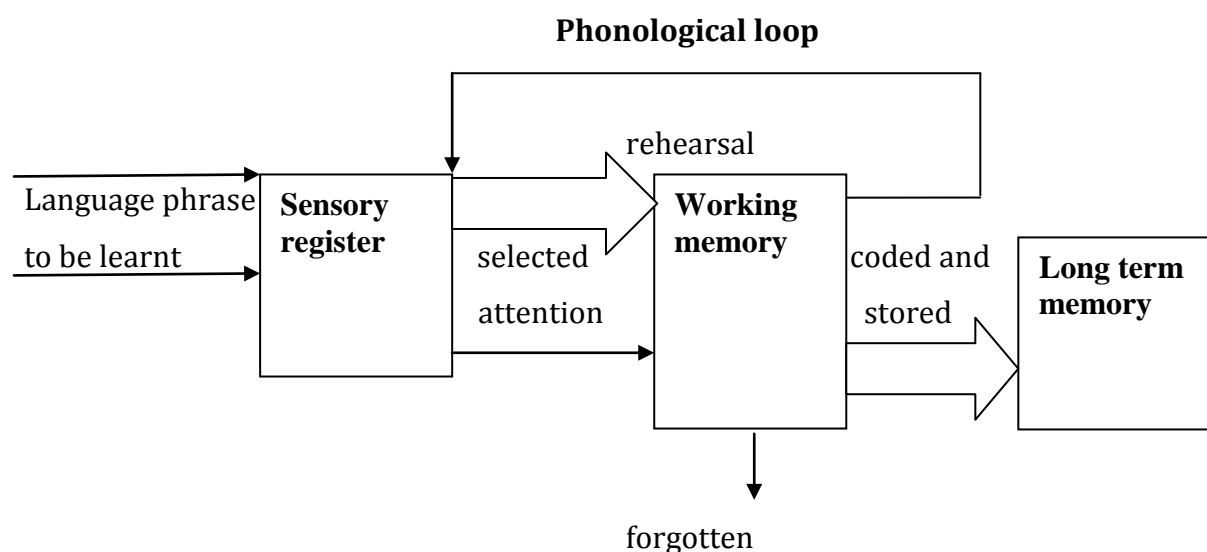 Phonological loop
rehearsal
Language phrase
to be learnt
Sensory
register
selected
attention
Working
memory
coded and
stored
Long term
memory
forgotten